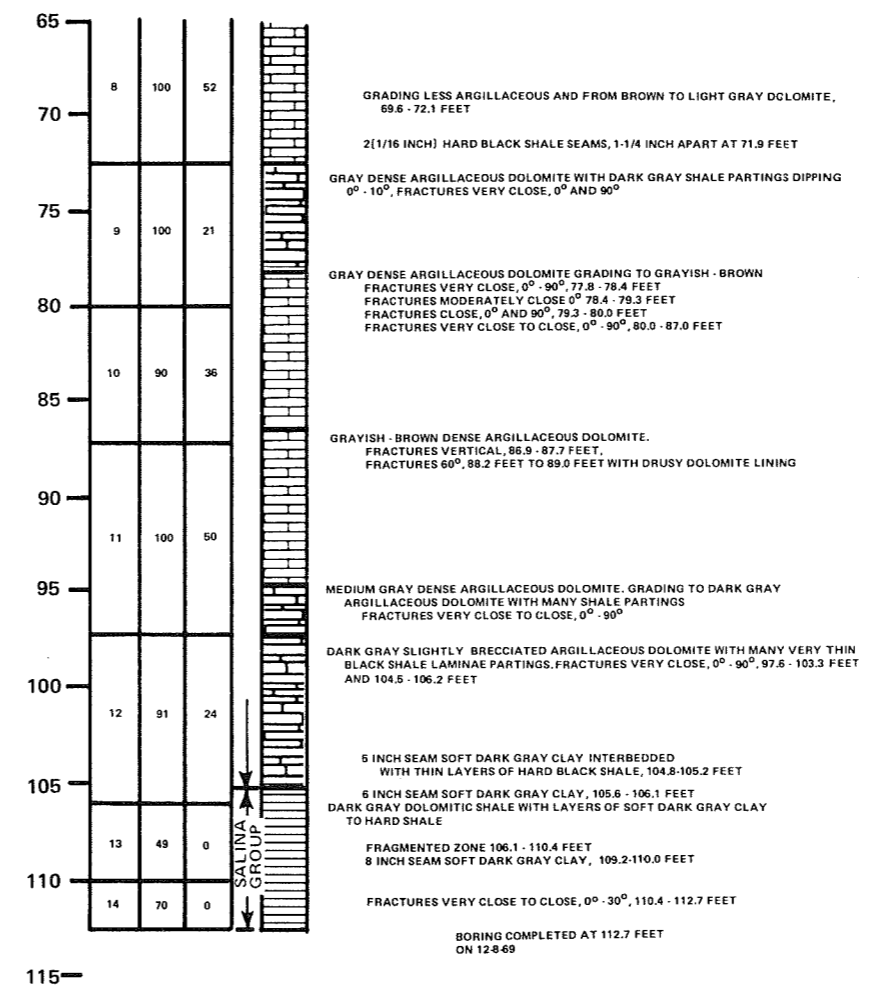 65
8 100 52
GRADING LESS ARGILLACEOUS AND FROM BROWN TO LIGHT GRAY DOLOMITE,
69.6 - 72.1 FEET
70
2[1/16 INCH] HARD BLACK SHALE SEAMS, 1-1/4 INCH APART AT 71.9 FEET
GRAY DENSE ARGILLACEOUS DOLOMITE WITH DARK GRAY SHALE PARTINGS DIPPING
0° - 10°, FRACTURES VERY CLOSE, 0° AND 90°
75
9 100 21
GRAY DENSE ARGILLACEOUS DOLOMITE GRADING TO GRAYISH - BROWN
FRACTURES VERY CLOSE, 0° - 90°, 77.8 - 78.4 FEET
FRACTURES MODERATELY CLOSE 0° 78.4 - 79.3 FEET
80
FRACTURES CLOSE, 0° AND 90°, 79.3 - 80.0 FEET
FRACTURES VERY CLOSE TO CLOSE, 0° - 90°, 80.0 - 87.0 FEET
10 90 36
85
GRAYISH - BROWN DENSE ARGILLACEOUS DOLOMITE.
FRACTURES VERTICAL, 86.9 - 87.7 FEET,
FRACTURES 60°, 88.2 FEET TO 89.0 FEET WITH DRUSY DOLOMITE LINING
90
11 100 50
95
MEDIUM GRAY DENSE ARGILLACEOUS DOLOMITE. GRADING TO DARK GRAY
ARGILLACEOUS DOLOMITE WITH MANY SHALE PARTINGS
FRACTURES VERY CLOSE TO CLOSE, 0° - 90°
DARK GRAY SLIGHTLY BRECCIATED ARGILLACEOUS DOLOMITE WITH MANY VERY THIN
BLACK SHALE LAMINAE PARTINGS. FRACTURES VERY CLOSE, 0° - 90°, 97.6 - 103.3 FEET
AND 104.5 - 106.2 FEET
100
12 91 24
5 INCH SEAM SOFT DARK GRAY CLAY INTERBEDDED
WITH THIN LAYERS OF HARD BLACK SHALE, 104.8-105.2 FEET
105
6 INCH SEAM SOFT DARK GRAY CLAY, 105.6 - 106.1 FEET
DARK GRAY DOLOMITIC SHALE WITH LAYERS OF SOFT DARK GRAY CLAY
TO HARD SHALE
SALINA
GROUP
13 49 0
FRAGMENTED ZONE 106.1 - 110.4 FEET
8 INCH SEAM SOFT DARK GRAY CLAY, 109.2-110.0 FEET
110
14 70 0
FRACTURES VERY CLOSE TO CLOSE, 0° - 30°, 110.4 - 112.7 FEET
BORING COMPLETED AT 112.7 FEET
ON 12-8-69
115